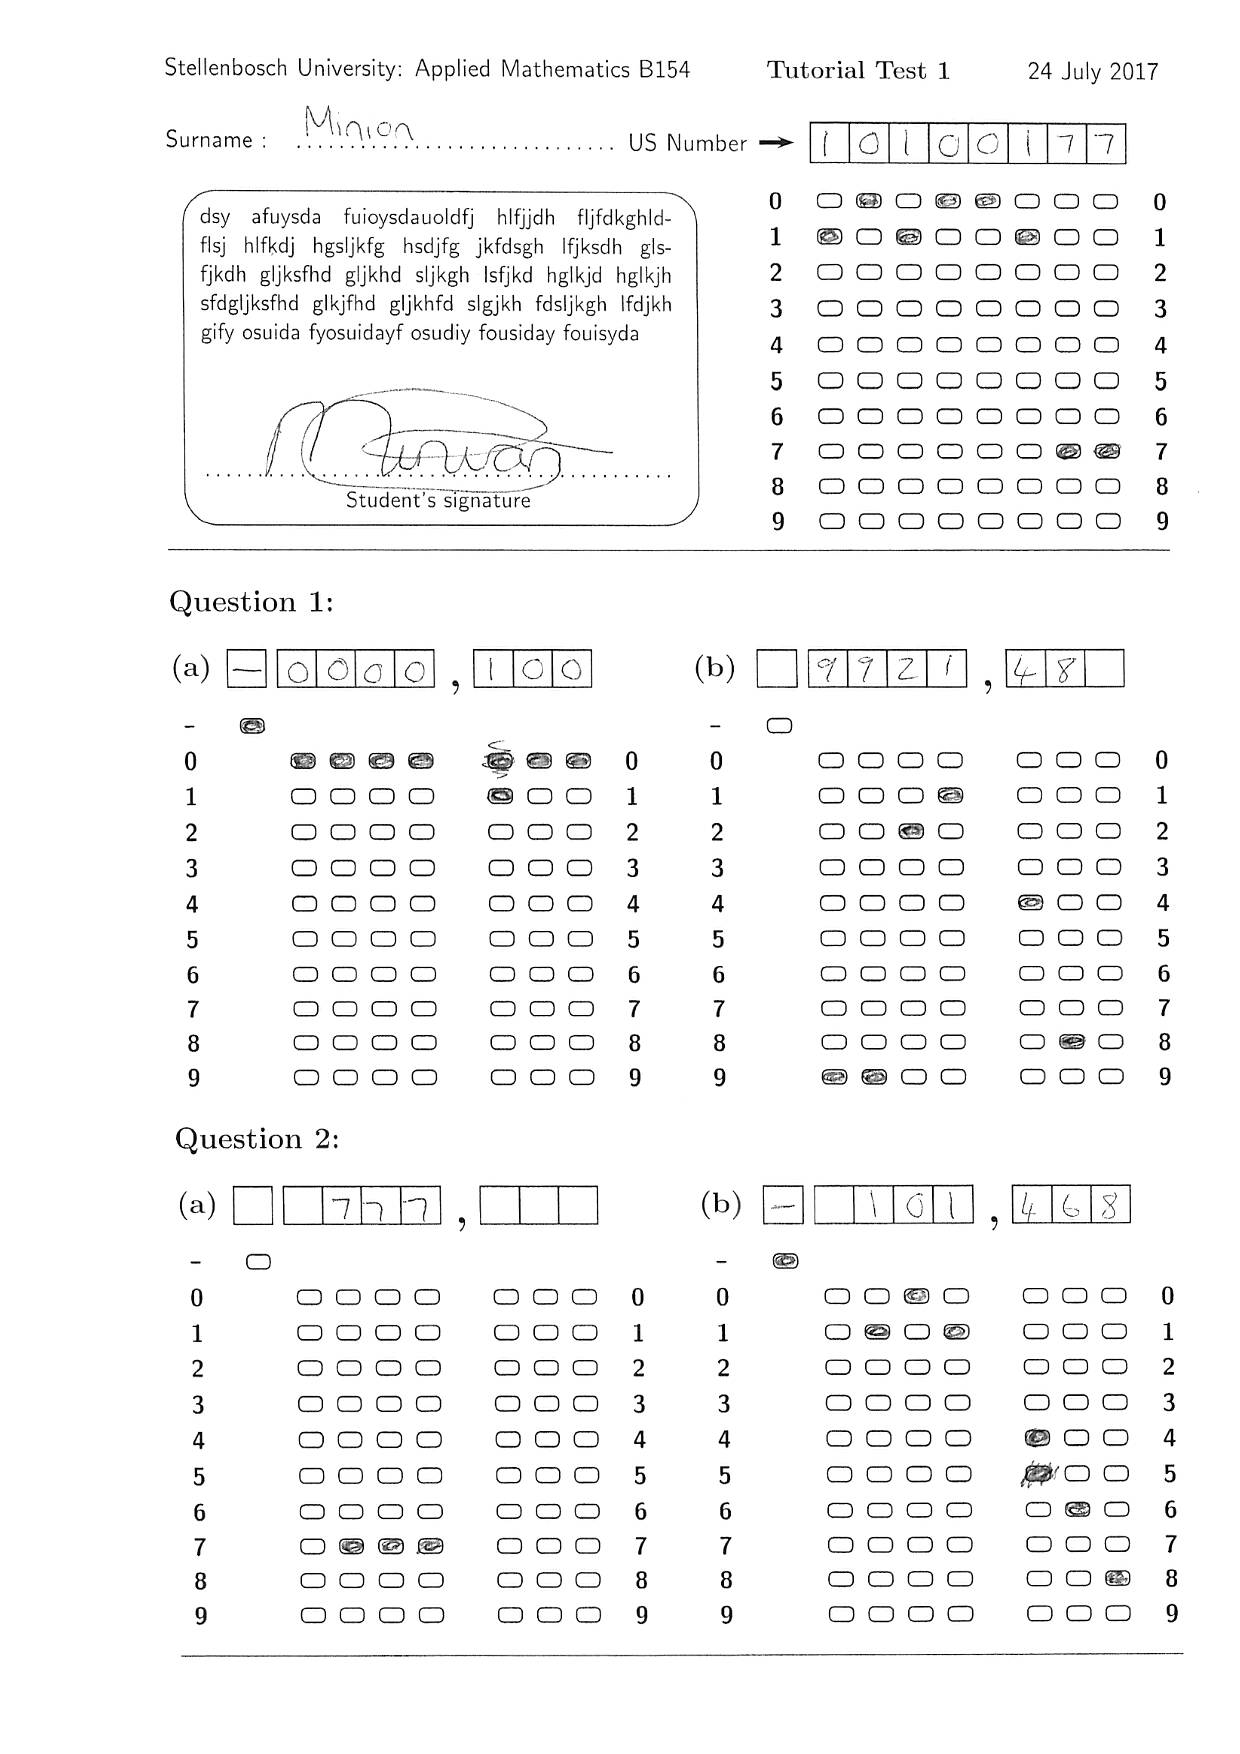 Stellenbosch University: Applied Mathematics B154 Tutorial Test 1 24 July 2017
Surname : Minion US Number → 1 0 1 0 0 1 7 7
dsy afuysda fuioysdauoldfj hlfjjdh fljfdkghld-
flsj hlfkdj hgsljkfg hsdjfg jkfdsgh lfjksdh gls-
fjkdh gljksfhd gljkhd sljkgh lsfjkd hglkjd hglkjh
sfdgljksfhd glkjfhd gljkhfd slgjkh fdsljkgh lfdjkh
gify osuida fyosuidayf osudiy fousiday fouisyda
Minion
Student's signature
0 0
1 1
2 2
3 3
4 4
5 5
6 6
7 7
8 8
9 9
Question 1:
(a) – 0 0 0 0 , 1 0 0 (b) 9 9 2 1 , 4 8
- -
0 0 0 0
1 1 1 1
2 2 2 2
3 3 3 3
4 4 4 4
5 5 5 5
6 6 6 6
7 7 7 7
8 8 8 8
9 9 9 9
Question 2:
(a) 7 7 7 , (b) – 1 0 1 , 4 6 8
- -
0 0 0 0
1 1 1 1
2 2 2 2
3 3 3 3
4 4 4 4
5 5 5 5
6 6 6 6
7 7 7 7
8 8 8 8
9 9 9 9